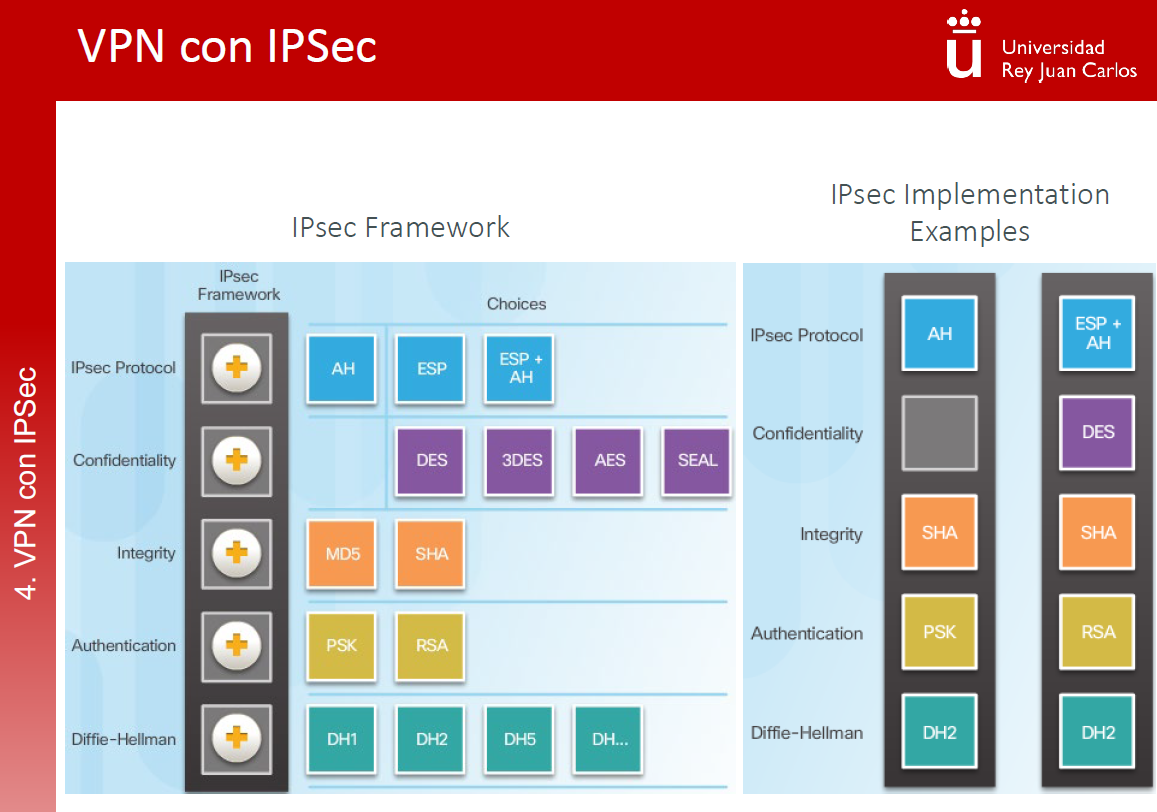 VPN con IPSec
Universidad
Rey Juan Carlos
4. VPN con IPSec
IPsec Framework
IPsec
Framework
Choices
IPsec Protocol
AH
ESP
ESP +
AH
Confidentiality
DES
3DES
AES
SEAL
Integrity
MD5
SHA
Authentication
PSK
RSA
Diffie-Hellman
DH1
DH2
DH5
DH...
IPsec Implementation
Examples
IPsec Protocol
AH
ESP +
AH
Confidentiality
DES
Integrity
SHA
SHA
Authentication
PSK
RSA
Diffie-Hellman
DH2
DH2